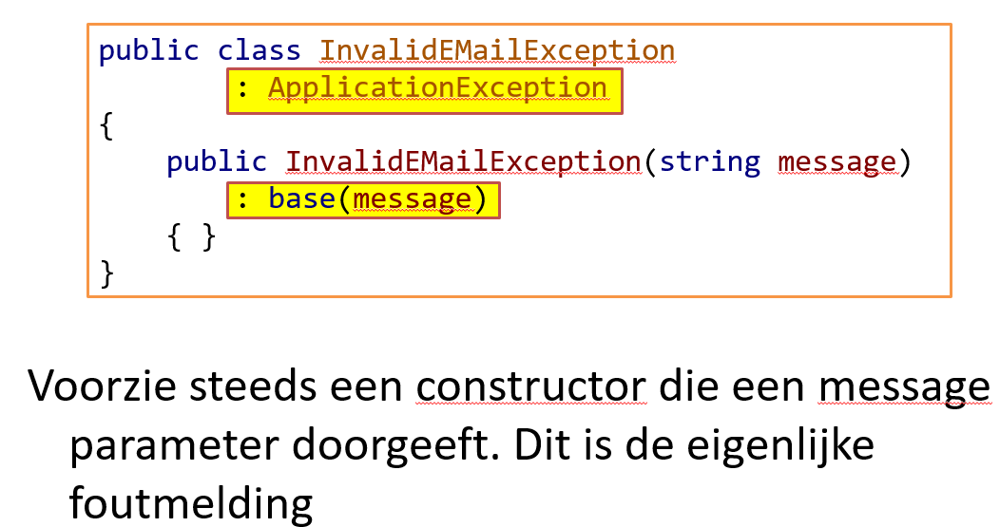 public class InvalidEMailException
: ApplicationException
{
public InvalidEMailException(string message)
: base(message)
{ }
}
Voorzie steeds een constructor die een message
parameter doorgeeft. Dit is de eigenlijke
foutmelding